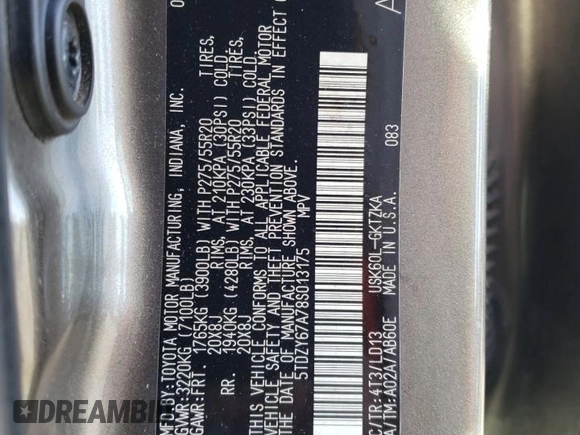 MFD.BY:TOYOTA MOTOR MANUFACTURING, INDIANA, INC.
GVWR:3220KG(7100LB)
GAWR:FRT. 1765KG (3900LB) WITH P275/55R20 TIRES,
20X8J RIMS, AT 210KPA (30PSI) COLD
RR. 1940KG (4280LB) WITH P275/55R20 TIRES,
20X8J RIMS, AT 230KPA (33PSI) COLD.
THIS VEHICLE CONFORMS TO ALL APPLICABLE FEDERAL MOTOR
VEHICLE SAFETY AND THEFT PREVENTION STANDARDS IN EFFECT
DATE OF MANUFACTURE SHOWN ABOVE.
5TDZY67A78S013175 MPV
C/TR:4T3/LD13 USK60L-GKTZKA 083
A/TM:A02A/AB60E MADE IN U.S.A.
DREAMBID